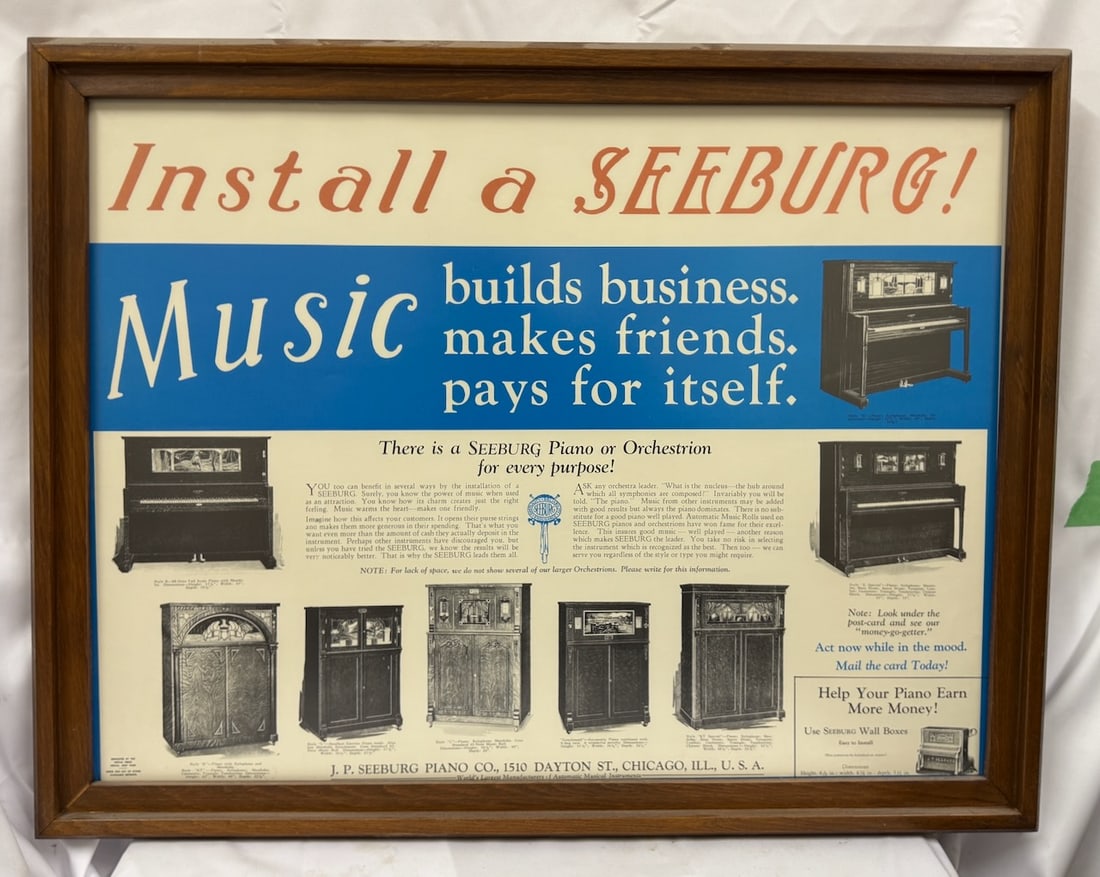 Install a SEEBURG!
Music
builds business.
makes friends.
pays for itself.
There is a SEEBURG Piano or Orchestrion
for every purpose!
YOU too can benefit in several ways by the installation of a
SEEBURG. Surely, you know the power of music when used
as an attraction. You know how its charm creates just the right
feeling. Music warms the heart—makes one friendly.
Imagine how this affects your customers. It opens their purse strings
and makes them more generous in their spending. That's what you
want even more than the amount of cash they actually deposit in the
instrument. Perhaps other instruments have discouraged you, but
unless you have tried the SEEBURG, we know the results will be
very noticeably better. That is why the SEEBURG leads them all.
SEEBURG
ASK any orchestra leader. "What is the nucleus—the hub around
which all symphonies are composed?" Invariably you will be
told, "The piano." Music from other instruments may be added
with good results but always the piano dominates. There is no sub-
stitute for a good piano well played. Automatic Music Rolls used on
SEEBURG pianos and orchestrions have won fame for their excel-
lence. This insures good music — well played — another reason
which makes SEEBURG the leader. You take no risk in selecting
the instrument which is recognized as the best. Then too — we can
serve you regardless of the style or type you might require.
NOTE: For lack of space, we do not show several of our larger Orchestrions. Please write for this information.
Note: Look under the
post-card and see our
"money-go-getter."
Act now while in the mood.
Mail the card Today!
Help Your Piano Earn
More Money!
Use SEEBURG Wall Boxes
Easy to Install
Dimensions
J. P. SEEBURG PIANO CO., 1510 DAYTON ST., CHICAGO, ILL., U. S. A.
World's Largest Manufacturers of Automatic Musical Instruments